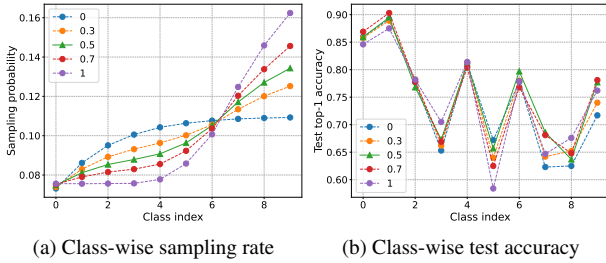 0.16
0.14
0.12
0.10
0.08
Sampling probability
0
0.3
0.5
0.7
1
0 2 4 6 8
Class index
(a) Class-wise sampling rate
0.90
0.85
0.80
0.75
0.70
0.65
0.60
Test top-1 accuracy
0
0.3
0.5
0.7
1
0 2 4 6 8
Class index
(b) Class-wise test accuracy